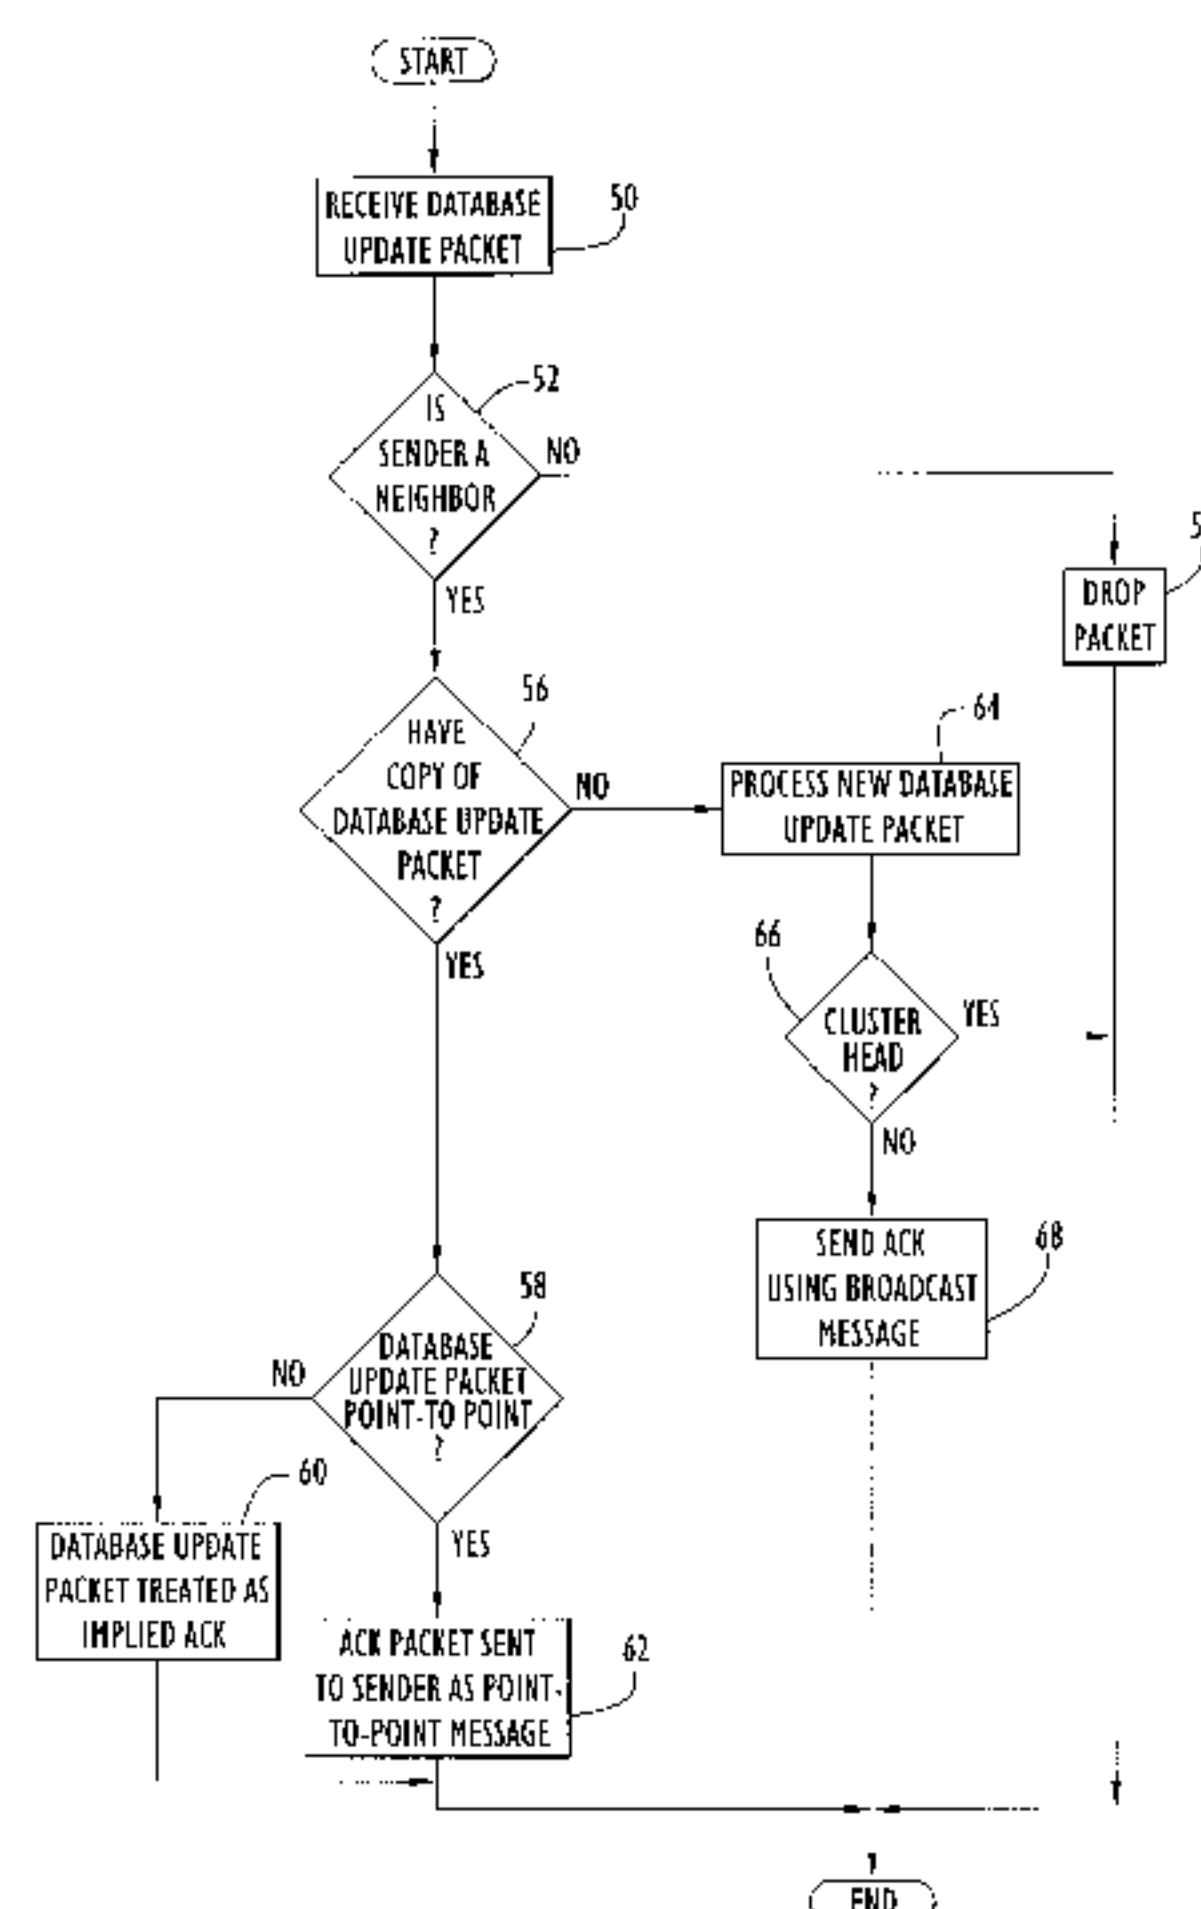 START
RECEIVE DATABASE
UPDATE PACKET
50
52
IS
SENDER A
NEIGHBOR
?
NO
YES
DROP
PACKET
56
HAVE
COPY OF
DATABASE UPDATE
PACKET
?
NO
YES
64
PROCESS NEW DATABASE
UPDATE PACKET
66
CLUSTER
HEAD
?
YES
NO
SEND ACK
USING BROADCAST
MESSAGE
68
58
DATABASE
UPDATE PACKET
POINT-TO POINT
?
NO
YES
60
DATABASE UPDATE
PACKET TREATED AS
IMPLIED ACK
ACK PACKET SENT
TO SENDER AS POINT-
TO-POINT MESSAGE
62
END